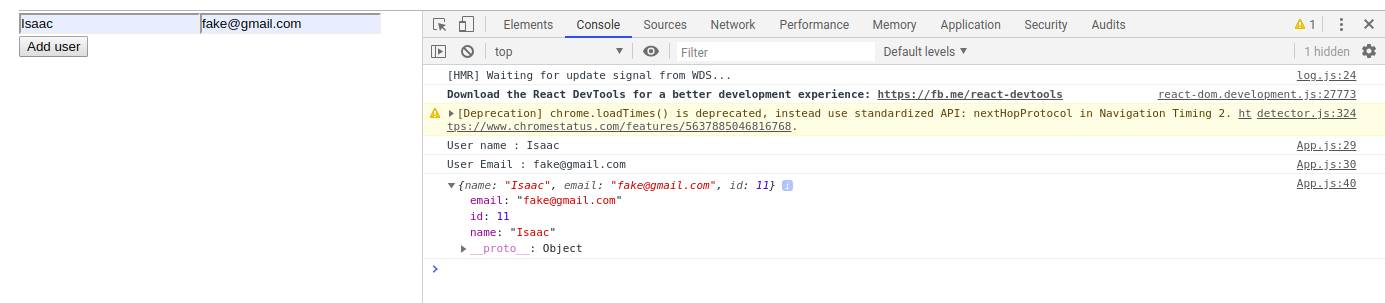 Isaac fake@gmail.com
Add user
Elements Console Sources Network Performance Memory Application Security Audits 1
top Filter Default levels 1 hidden
[HMR] Waiting for update signal from WDS... log.js:24
Download the React DevTools for a better development experience: https://fb.me/react-devtools react-dom.development.js:27773
[Deprecation] chrome.loadTimes() is deprecated, instead use standardized API: nextHopProtocol in Navigation Timing 2. ht detector.js:324
tps://www.chromestatus.com/features/5637885046816768.
User name : Isaac App.js:29
User Email : fake@gmail.com App.js:30
{name: "Isaac", email: "fake@gmail.com", id: 11} i App.js:40
email: "fake@gmail.com"
id: 11
name: "Isaac"
__proto__: Object